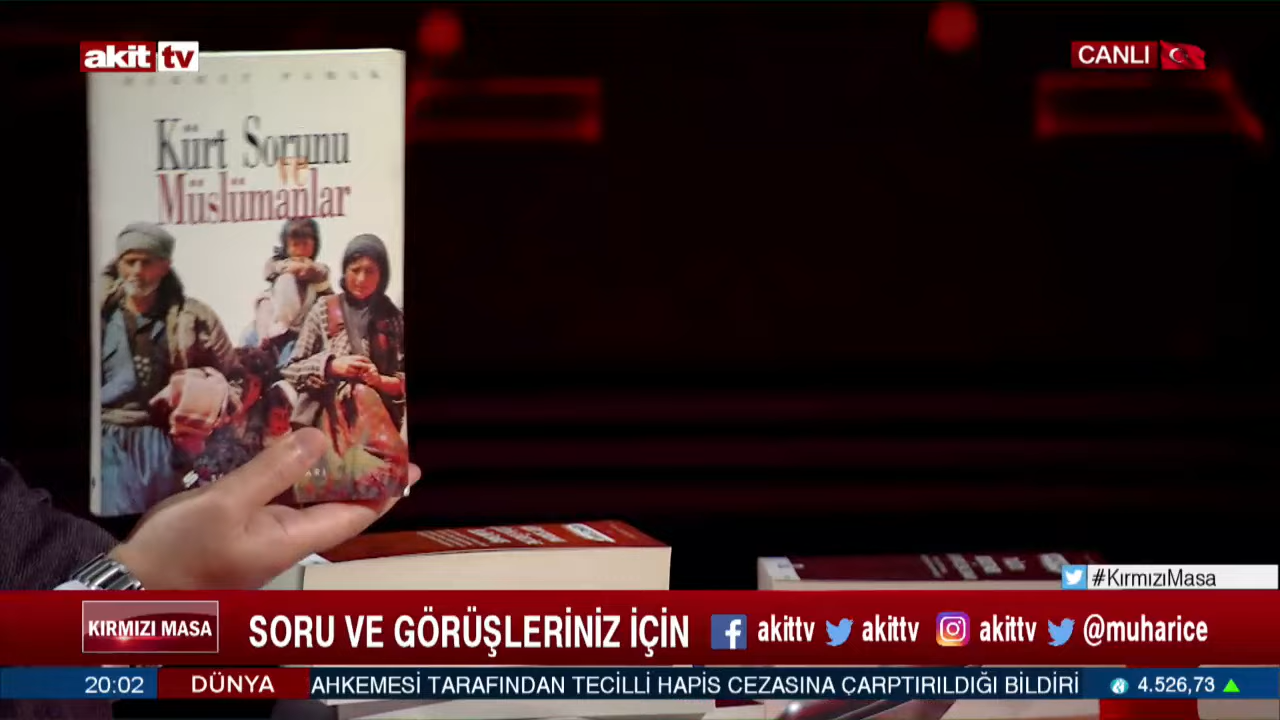 akit tv
CANLI
Kürt Sorunu
ve
Müslümanlar
#KırmızıMasa
KIRMIZI MASA
SORU VE GÖRÜŞLERİNİZ İÇİN
akittv
akittv
akittv
@muharice
20:02
DÜNYA
AHKEMESİ TARAFINDAN TECİLLİ HAPİS CEZASINA ÇARPTIRILDIĞI BİLDİRİ
4.526,73